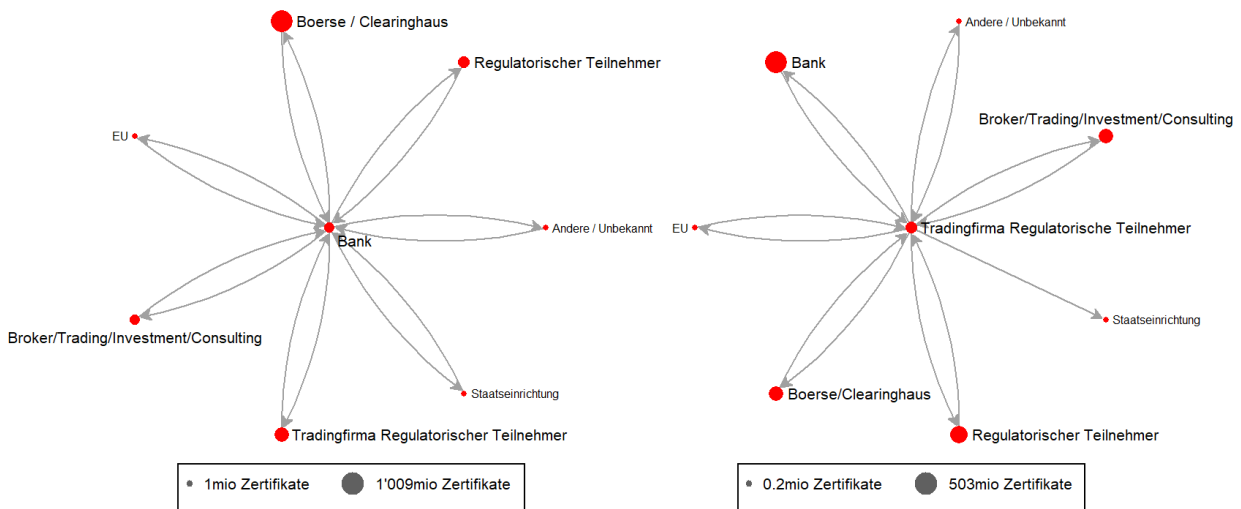 Boerse / Clearinghaus
Regulatorischer Teilnehmer
EU
Bank
Andere / Unbekannt
Broker/Trading/Investment/Consulting
Staatseinrichtung
Tradingfirma Regulatorischer Teilnehmer
1mio Zertifikate
1'009mio Zertifikate
Andere / Unbekannt
Bank
Broker/Trading/Investment/Consulting
EU
Tradingfirma Regulatorische Teilnehmer
Staatseinrichtung
Boerse/Clearinghaus
Regulatorischer Teilnehmer
0.2mio Zertifikate
503mio Zertifikate